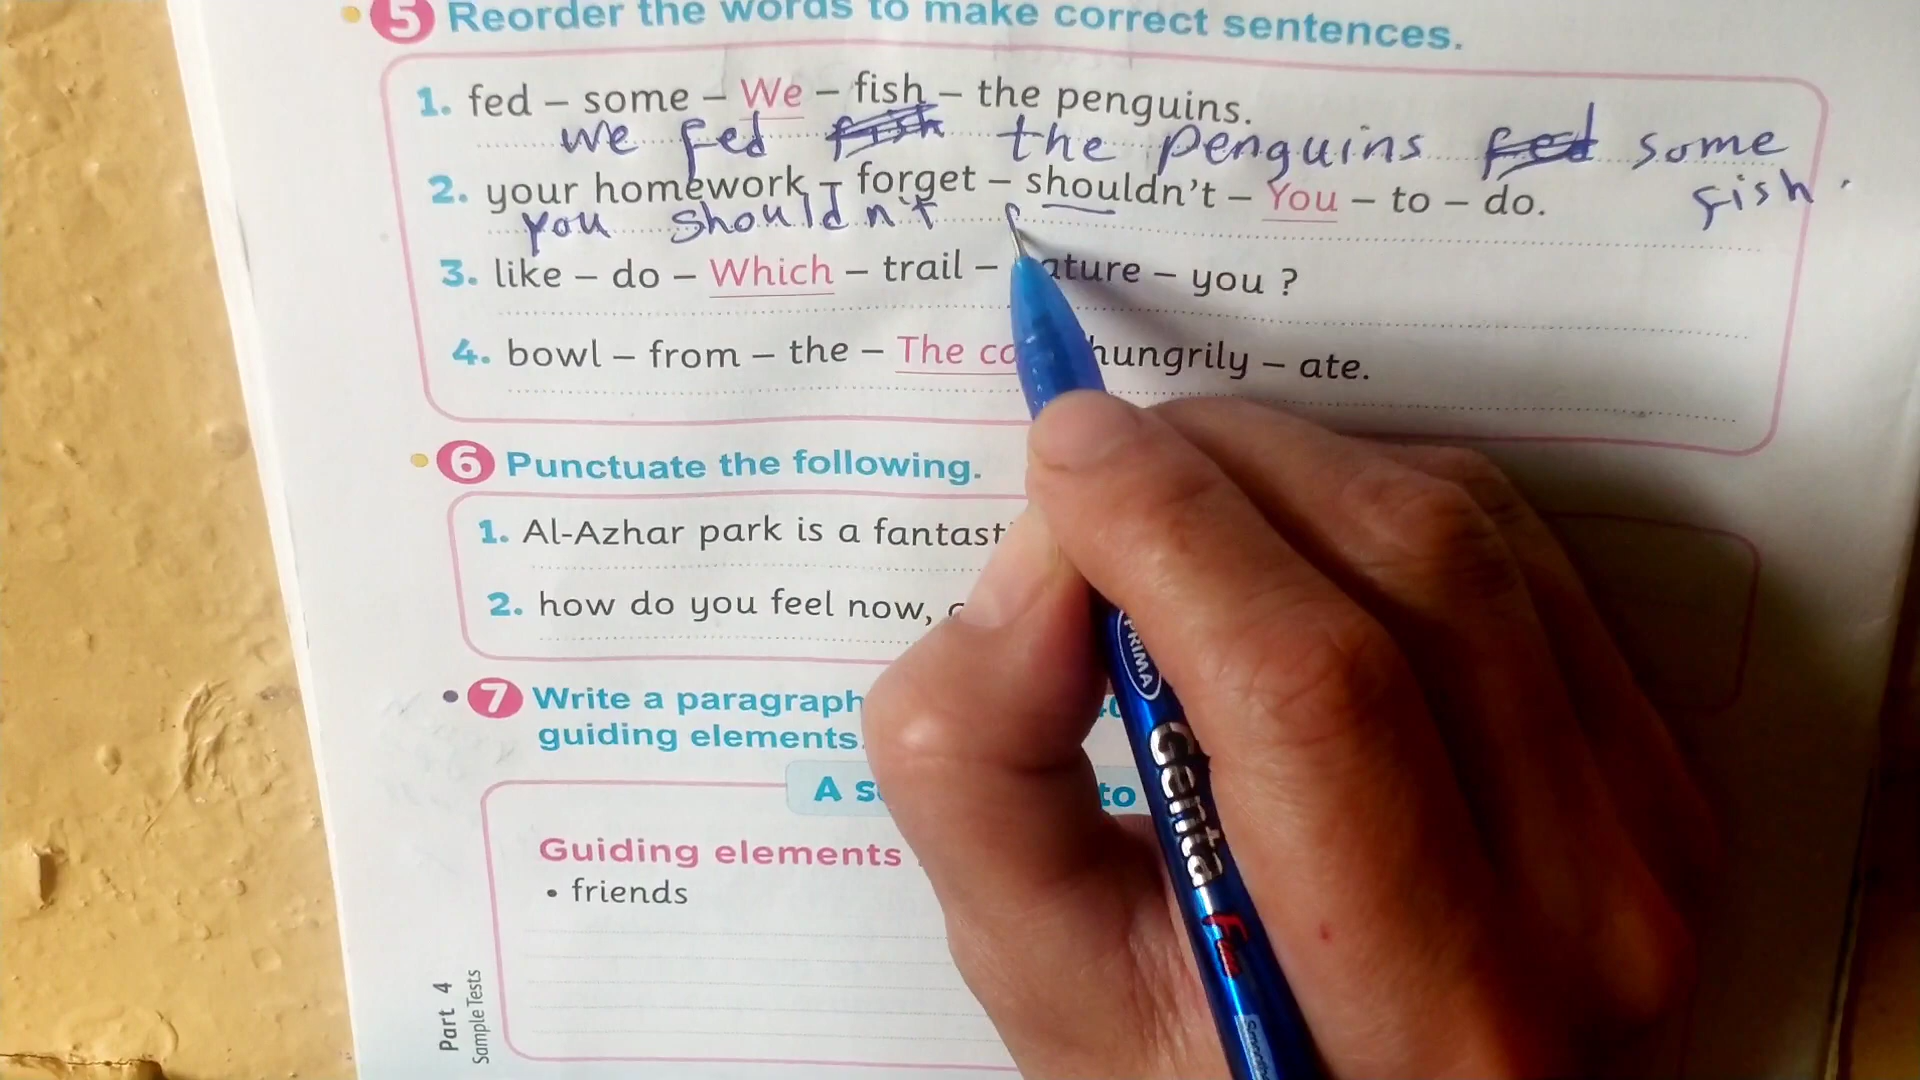 5 Reorder the words to make correct sentences.
1. fed – some – We – fish – the penguins.
We fed fish the penguins fed some
fish.
2. your homework – forget – shouldn't – You – to – do.
you shouldn't
3. like – do – Which – trail – nature – you ?
4. bowl – from – the – The hungrily – ate.
6 Punctuate the following.
1. Al-Azhar park is a
2. how do you feel now,
7 Write a paragraph
guiding elements
A to
Guiding elements
• friends
Part 4
Sample Tests
PRIMA
Genta
Fine